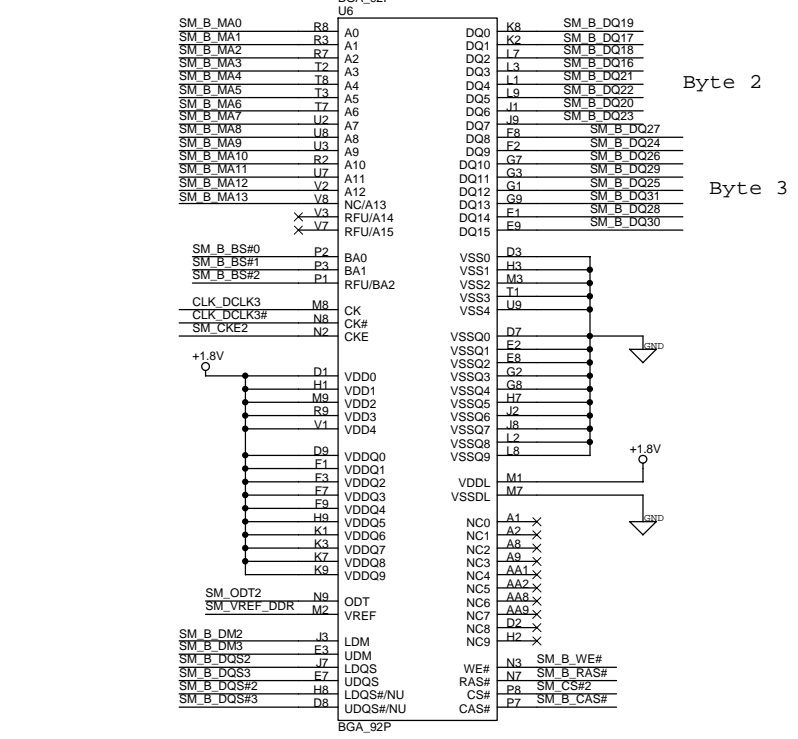 BGA_92P
U6
SM_B_MA0 R8 A0 DQ0 K8 SM_B_DQ19
SM_B_MA1 R3 A1 DQ1 K2 SM_B_DQ17
SM_B_MA2 R7 A2 DQ2 L7 SM_B_DQ18
SM_B_MA3 T2 A3 DQ3 L3 SM_B_DQ16
SM_B_MA4 T8 A4 DQ4 L1 SM_B_DQ21
SM_B_MA5 T3 A5 DQ5 L9 SM_B_DQ22
Byte 2
SM_B_MA6 T7 A6 DQ6 J1 SM_B_DQ20
SM_B_MA7 U2 A7 DQ7 J9 SM_B_DQ23
SM_B_MA8 U8 A8 DQ8 F8 SM_B_DQ27
SM_B_MA9 U3 A9 DQ9 F2 SM_B_DQ24
SM_B_MA10 R2 A10 DQ10 G7 SM_B_DQ26
SM_B_MA11 U7 A11 DQ11 G3 SM_B_DQ29
SM_B_MA12 V2 A12 DQ12 G1 SM_B_DQ25
Byte 3
SM_B_MA13 V8 NC/A13 DQ13 G9 SM_B_DQ31
V3 RFU/A14 DQ14 E1 SM_B_DQ28
V7 RFU/A15 DQ15 E9 SM_B_DQ30
SM_B_BS#0 P2 BA0 VSS0 D3
SM_B_BS#1 P3 BA1 VSS1 H3
SM_B_BS#2 P1 RFU/BA2 VSS2 M3
VSS3 T1
CLK_DCLK3 M8 CK VSS4 U9
CLK_DCLK3# N8 CK#
SM_CKE2 N2 CKE VSSQ0 D7
VSSQ1 E2 GND
+1.8V VSSQ2 E8
D1 VDD0 VSSQ3 G2
H1 VDD1 VSSQ4 G8
M9 VDD2 VSSQ5 H7
R9 VDD3 VSSQ6 J2
V1 VDD4 VSSQ7 J8
VSSQ8 L2
D9 VDDQ0 VSSQ9 L8 +1.8V
F1 VDDQ1
F3 VDDQ2 VDDL M1
F7 VDDQ3 VSSDL M7
F9 VDDQ4
H9 VDDQ5 NC0 A1 GND
K1 VDDQ6 NC1 A2
K3 VDDQ7 NC2 A8
K7 VDDQ8 NC3 A9
K9 VDDQ9 NC4 AA1
NC5 AA2
SM_ODT2 N9 ODT NC6 AA8
SM_VREF_DDR M2 VREF NC7 AA9
NC8 D2
SM_B_DM2 J3 LDM NC9 H2
SM_B_DM3 E3 UDM
SM_B_DQS2 J7 LDQS WE# N3 SM_B_WE#
SM_B_DQS3 E7 UDQS RAS# N7 SM_B_RAS#
SM_B_DQS#2 H8 LDQS#/NU CS# P8 SM_CS#2
SM_B_DQS#3 D8 UDQS#/NU CAS# P7 SM_B_CAS#
BGA_92P